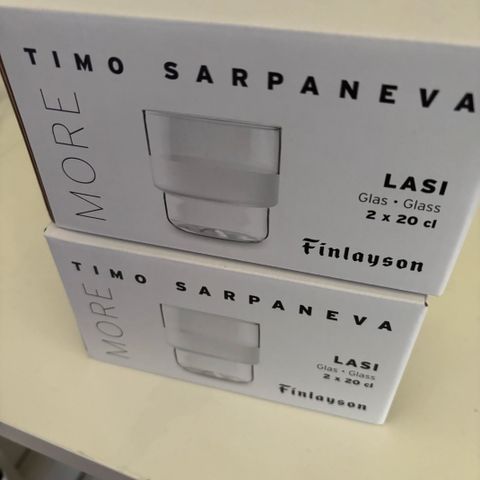 TIMO SARPANEVA
MORE
LASI
Glas • Glass
2 x 20 cl
Finlayson
TIMO SARPANEVA
MORE
LASI
Glas • Glass
2 x 20 cl
Finlayson